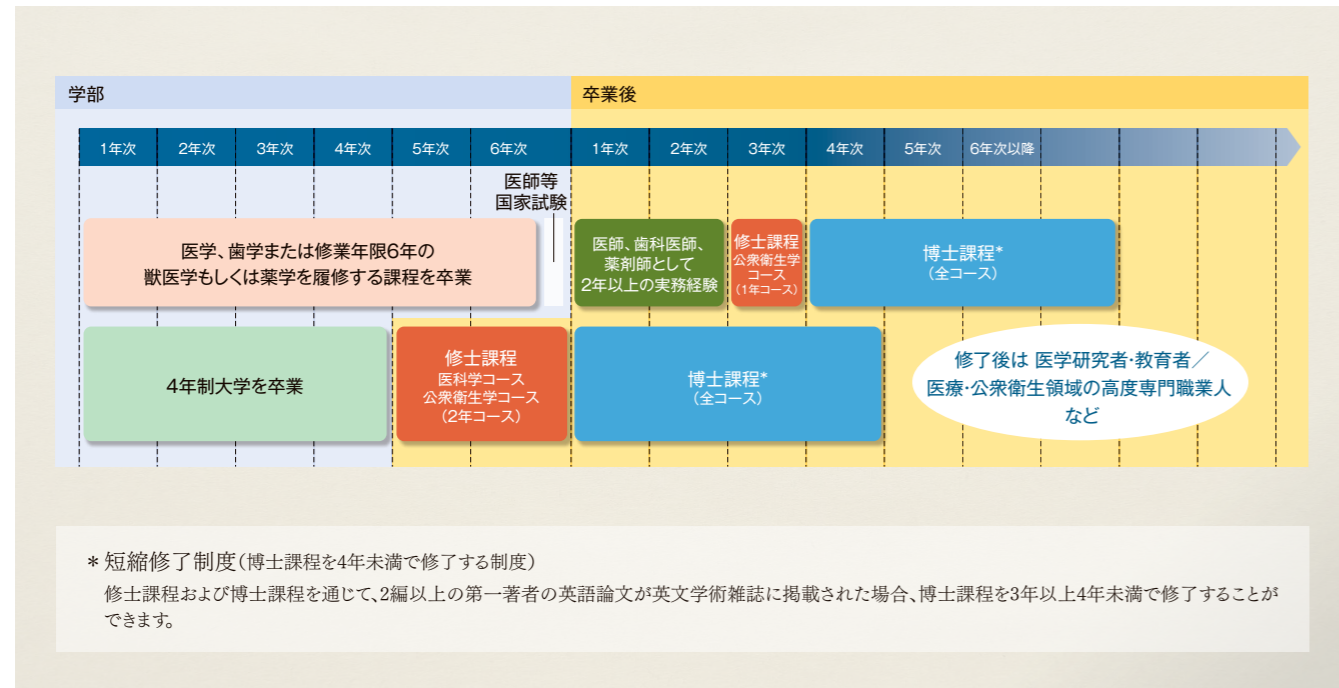 学部
卒業後
1年次 2年次 3年次 4年次 5年次 6年次 1年次 2年次 3年次 4年次 5年次 6年次以降
医師等
国家試験
医学、歯学または修業年限6年の
獣医学もしくは薬学を履修する課程を卒業
医師、歯科医師、
薬剤師として
2年以上の実務経験
修士課程
公衆衛生学
コース
(1年コース)
博士課程*
(全コース)
4年制大学を卒業
修士課程
医科学コース
公衆衛生学コース
(2年コース)
博士課程*
(全コース)
修了後は 医学研究者・教育者／
医療・公衆衛生領域の高度専門職業人
など
* 短縮修了制度(博士課程を4年未満で修了する制度)
修士課程および博士課程を通じて、2編以上の第一著者の英語論文が英文学術雑誌に掲載された場合、博士課程を3年以上4年未満で修了することが
できます。